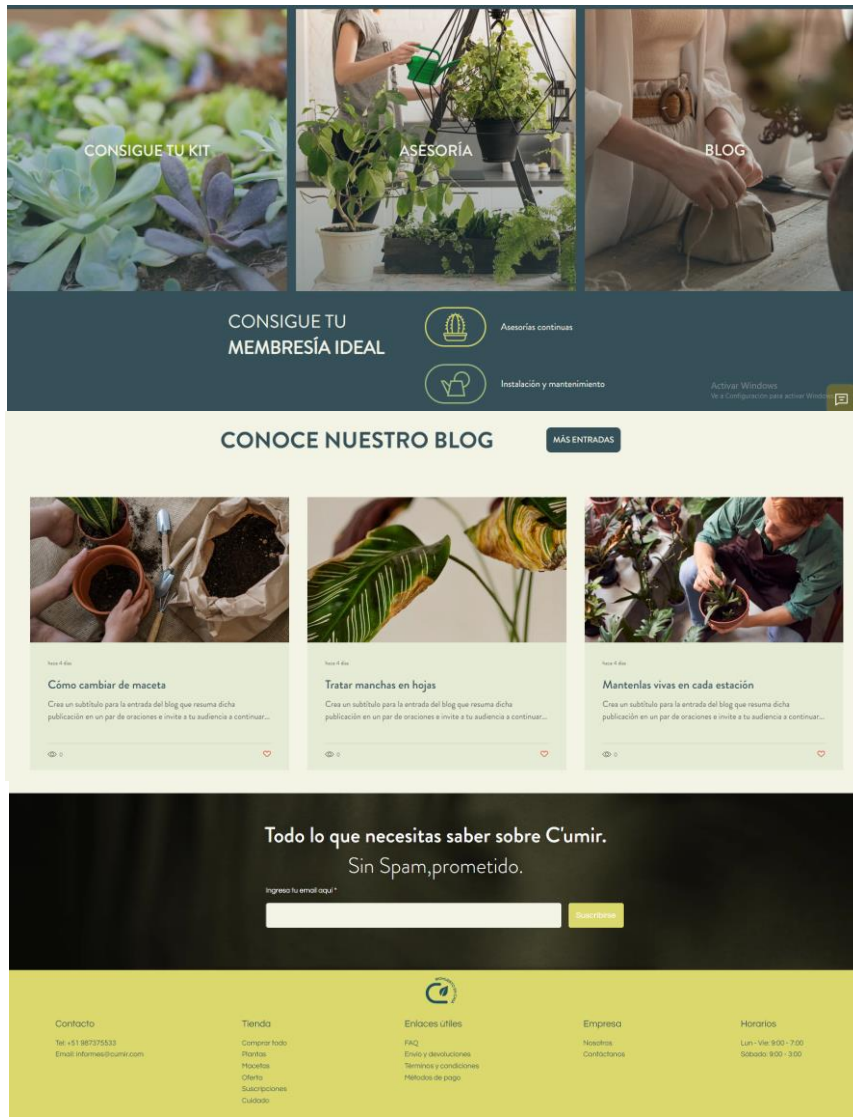 CONSIGUE TU KIT
ASESORÍA
BLOG
CONSIGUE TU
MEMBRESÍA IDEAL
Asesorías continuas
Instalación y mantenimiento
Activar Windows
Ve a Configuración para activar Windows
CONOCE NUESTRO BLOG
MÁS ENTRADAS
hace 4 días
Cómo cambiar de maceta
Crea un subtítulo para la entrada del blog que resuma dicha
publicación en un par de oraciones e invite a tu audiencia a continuar...
0
hace 4 días
Tratar manchas en hojas
Crea un subtítulo para la entrada del blog que resuma dicha
publicación en un par de oraciones e invite a tu audiencia a continuar...
0
hace 4 días
Mantenlas vivas en cada estación
Crea un subtítulo para la entrada del blog que resuma dicha
publicación en un par de oraciones e invite a tu audiencia a continuar...
0
Todo lo que necesitas saber sobre C'umir.
Sin Spam,prometido.
Ingresa tu email aquí *
Suscribirse
Contacto
Tel: +51 987375533
Email: informes@cumir.com
Tienda
Comprar todo
Plantas
Macetas
Oferta
Suscripciones
Cuidado
Enlaces útiles
FAQ
Envío y devoluciones
Términos y condiciones
Métodos de pago
Empresa
Nosotros
Contáctanos
Horarios
Lun - Vie: 9:00 - 7:00
Sábado: 9:00 - 3:00